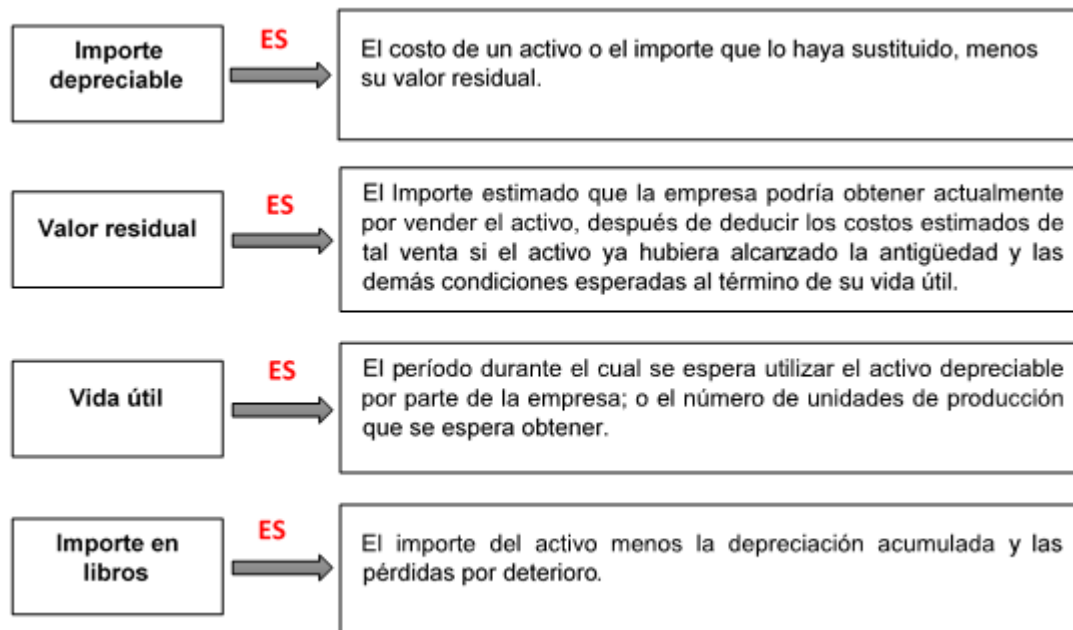 Importe
depreciable
ES
El costo de un activo o el importe que lo haya sustituido, menos
su valor residual.
Valor residual
ES
El Importe estimado que la empresa podría obtener actualmente
por vender el activo, después de deducir los costos estimados de
tal venta si el activo ya hubiera alcanzado la antigüedad y las
demás condiciones esperadas al término de su vida útil.
Vida útil
ES
El período durante el cual se espera utilizar el activo depreciable
por parte de la empresa; o el número de unidades de producción
que se espera obtener.
Importe en
libros
ES
El importe del activo menos la depreciación acumulada y las
pérdidas por deterioro.